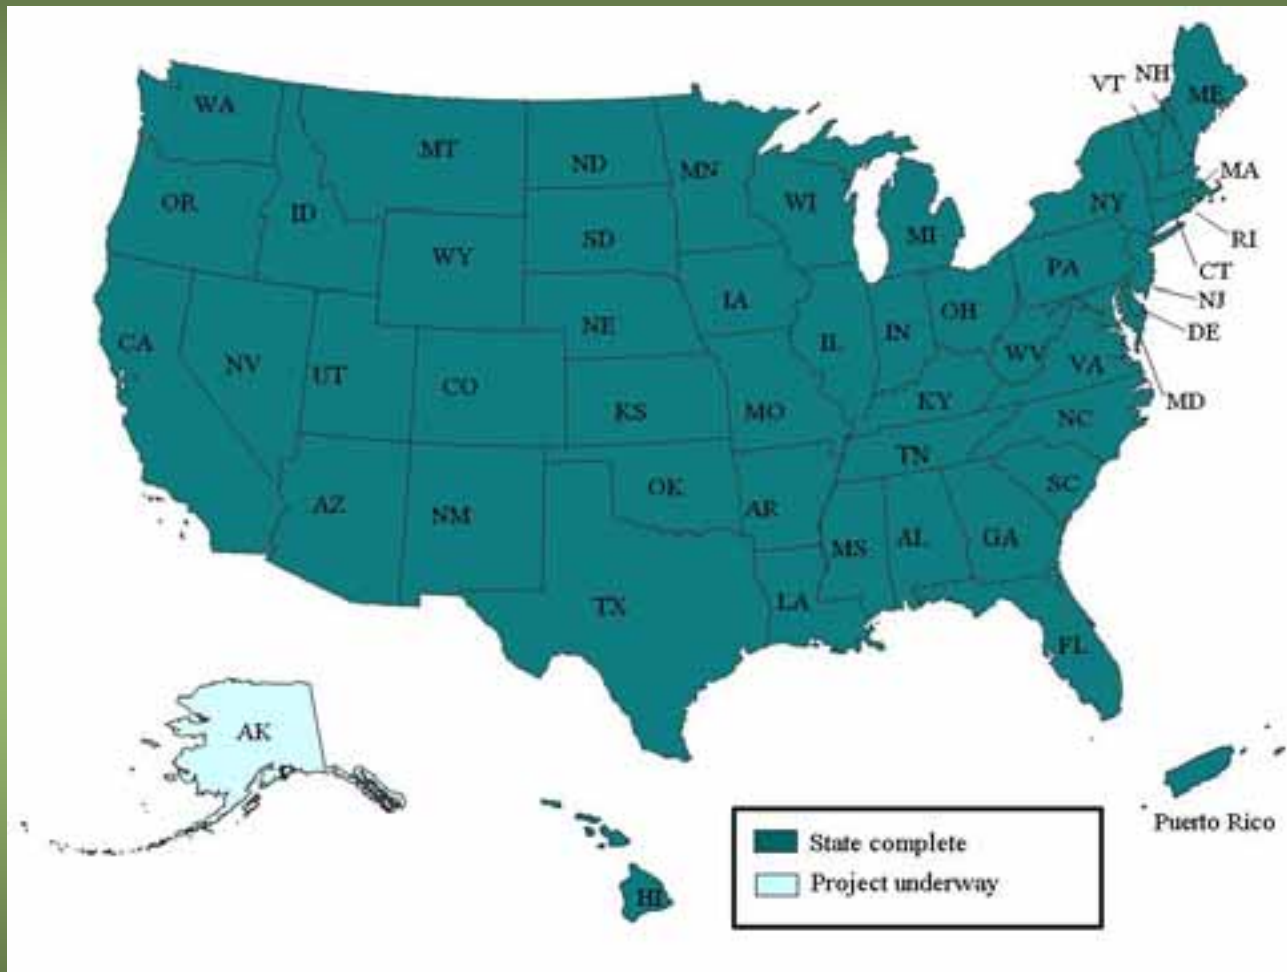 WA
MT
ND
MN
VT
NH
ME
OR
ID
WY
SD
WI
MI
NY
MA
RI
CT
NJ
DE
MD
PA
CA
NV
UT
CO
NE
IA
IL
IN
OH
WV
VA
KS
MO
KY
NC
TN
SC
AZ
NM
OK
AR
MS
AL
GA
TX
LA
FL
AK
HI
Puerto Rico
State complete
Project underway